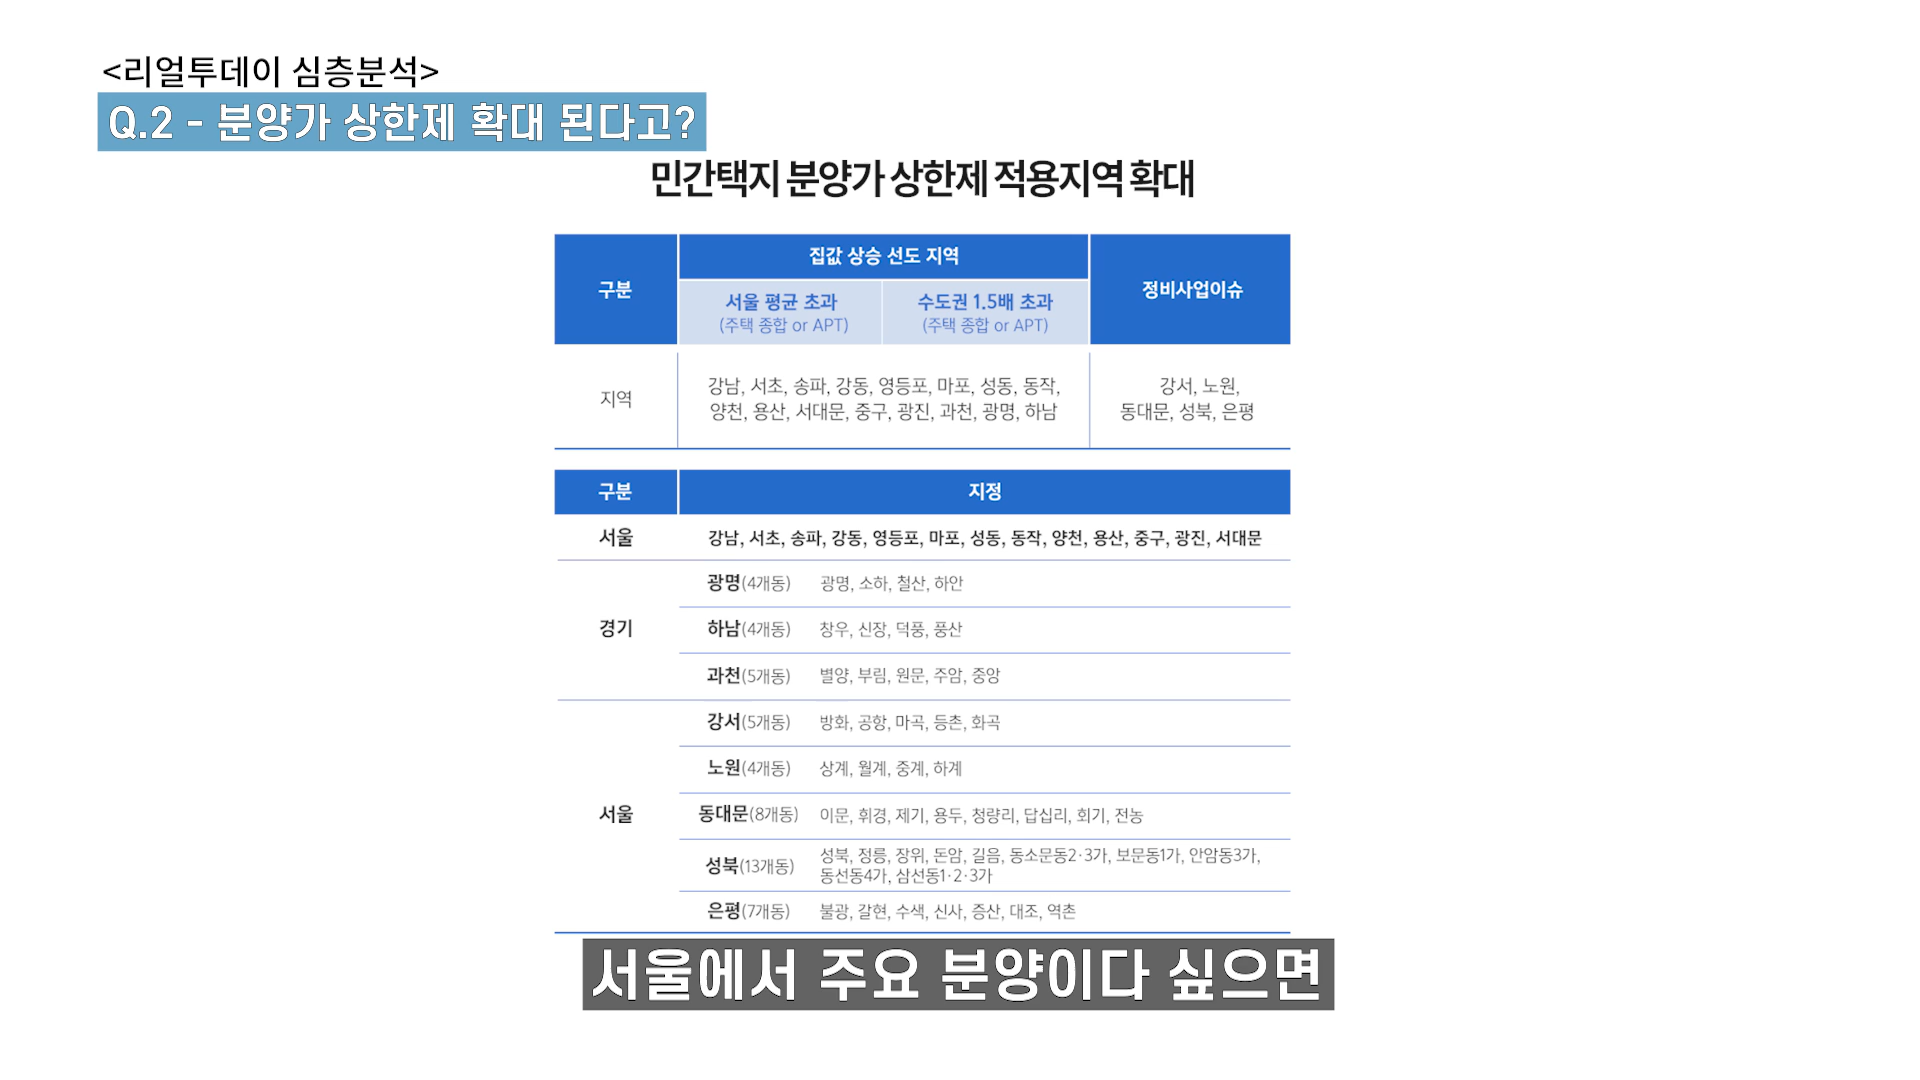 <리얼투데이 심층분석>
Q.2 - 분양가 상한제 확대 된다고?
민간택지 분양가 상한제 적용지역 확대
구분
집값 상승 선도 지역
정비사업이슈
서울 평균 초과
(주택 종합 or APT)
수도권 1.5배 초과
(주택 종합 or APT)
지역
강남, 서초, 송파, 강동, 영등포, 마포, 성동, 동작,
양천, 용산, 서대문, 중구, 광진, 과천, 광명, 하남
강서, 노원,
동대문, 성북, 은평
구분 지정
서울 강남, 서초, 송파, 강동, 영등포, 마포, 성동, 동작, 양천, 용산, 중구, 광진, 서대문
경기
광명(4개동) 광명, 소하, 철산, 하안
하남(4개동) 창우, 신장, 덕풍, 풍산
과천(5개동) 별양, 부림, 원문, 주암, 중앙
서울
강서(5개동) 방화, 공항, 마곡, 등촌, 화곡
노원(4개동) 상계, 월계, 중계, 하계
동대문(8개동) 이문, 휘경, 제기, 용두, 청량리, 답십리, 회기, 전농
성북(13개동) 성북, 정릉, 장위, 돈암, 길음, 동소문동2·3가, 보문동1가, 안암동3가,
동선동4가, 삼선동1·2·3가
은평(7개동) 불광, 갈현, 수색, 신사, 증산, 대조, 역촌
서울에서 주요 분양이다 싶으면